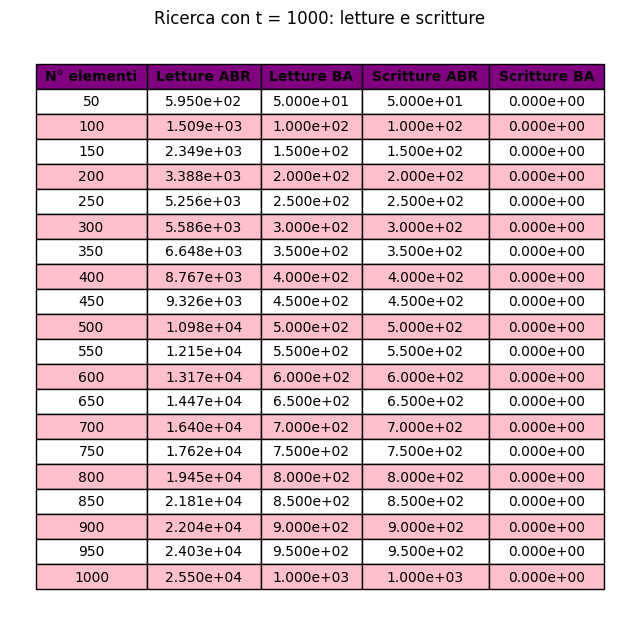 Ricerca con t = 1000: letture e scritture
N° elementi Letture ABR Letture BA Scritture ABR Scritture BA
50 5.950e+02 5.000e+01 5.000e+01 0.000e+00
100 1.509e+03 1.000e+02 1.000e+02 0.000e+00
150 2.349e+03 1.500e+02 1.500e+02 0.000e+00
200 3.388e+03 2.000e+02 2.000e+02 0.000e+00
250 5.256e+03 2.500e+02 2.500e+02 0.000e+00
300 5.586e+03 3.000e+02 3.000e+02 0.000e+00
350 6.648e+03 3.500e+02 3.500e+02 0.000e+00
400 8.767e+03 4.000e+02 4.000e+02 0.000e+00
450 9.326e+03 4.500e+02 4.500e+02 0.000e+00
500 1.098e+04 5.000e+02 5.000e+02 0.000e+00
550 1.215e+04 5.500e+02 5.500e+02 0.000e+00
600 1.317e+04 6.000e+02 6.000e+02 0.000e+00
650 1.447e+04 6.500e+02 6.500e+02 0.000e+00
700 1.640e+04 7.000e+02 7.000e+02 0.000e+00
750 1.762e+04 7.500e+02 7.500e+02 0.000e+00
800 1.945e+04 8.000e+02 8.000e+02 0.000e+00
850 2.181e+04 8.500e+02 8.500e+02 0.000e+00
900 2.204e+04 9.000e+02 9.000e+02 0.000e+00
950 2.403e+04 9.500e+02 9.500e+02 0.000e+00
1000 2.550e+04 1.000e+03 1.000e+03 0.000e+00